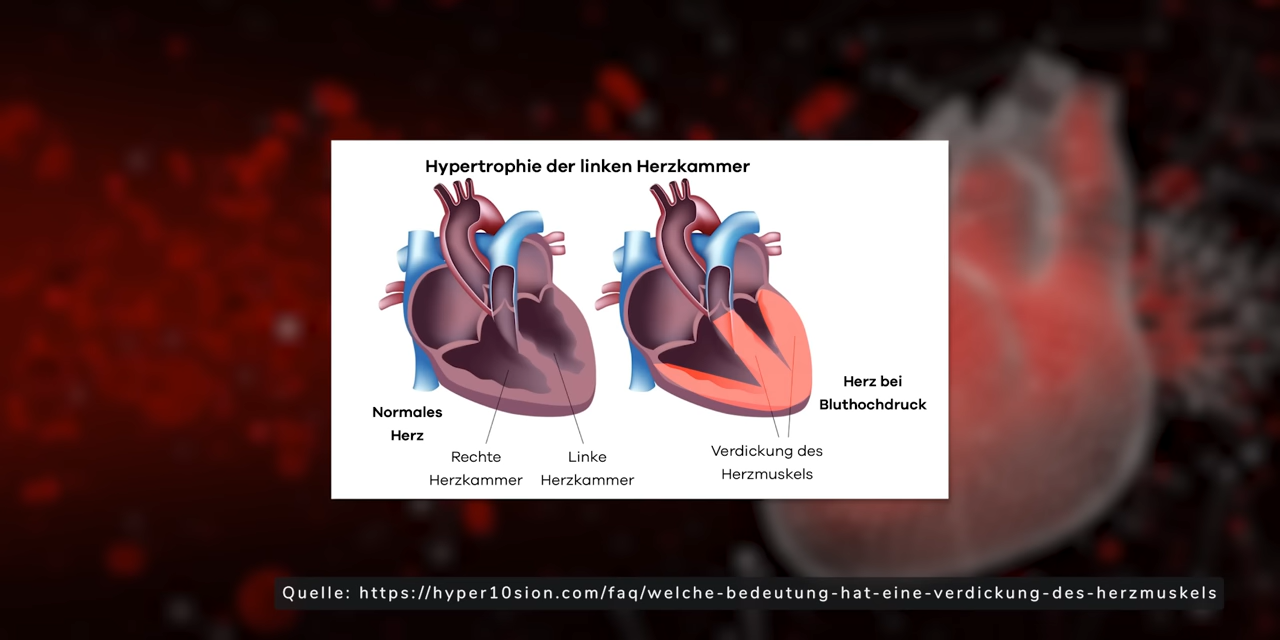 Hypertrophie der linken Herzkammer
Normales
Herz
Rechte
Herzkammer
Linke
Herzkammer
Verdickung des
Herzmuskels
Herz bei
Bluthochdruck
Quelle: https://hyper10sion.com/faq/welche-bedeutung-hat-eine-verdickung-des-herzmuskels